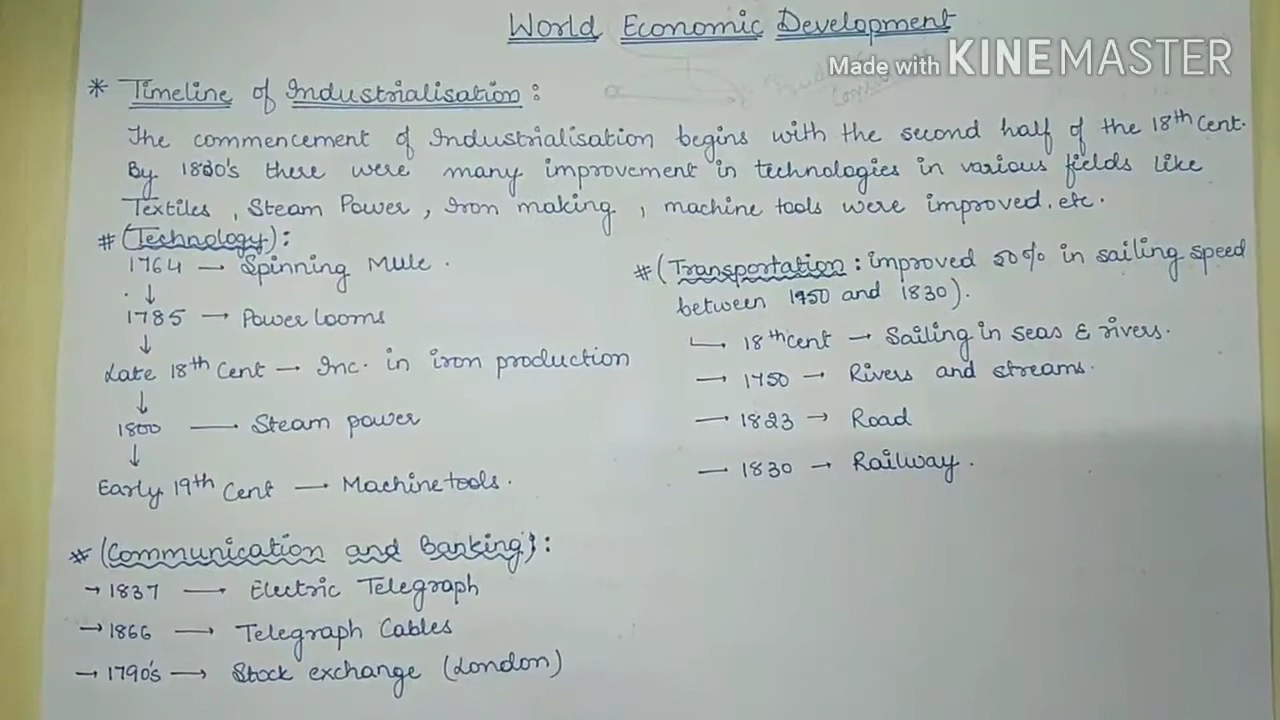 World Economic Development
Made with KINEMASTER
* Timeline of Industrialisation :
The commencement of Industrialisation begins with the second half of the 18th Cent.
By 1830's there were many improvement in technologies in various fields like
Textiles, Steam Power, Iron making, machine tools were improved. etc.
# (Technology) :
1764 → Spinning Mule.
↓
1785 → Power looms
↓
Late 18th Cent → Inc. in iron production
↓
1800 — Steam power
↓
Early 19th Cent — Machine tools.
# (Transportation : improved 50% in sailing speed
between 1750 and 1830).
18th Cent → Sailing in seas & rivers.
— 1750 → Rivers and streams.
— 1823 → Road
— 1830 → Railway.
# (Communication and Banking) :
→ 1837 → Electric Telegraph
→ 1866 → Telegraph Cables
→ 1790's → Stock exchange (London)